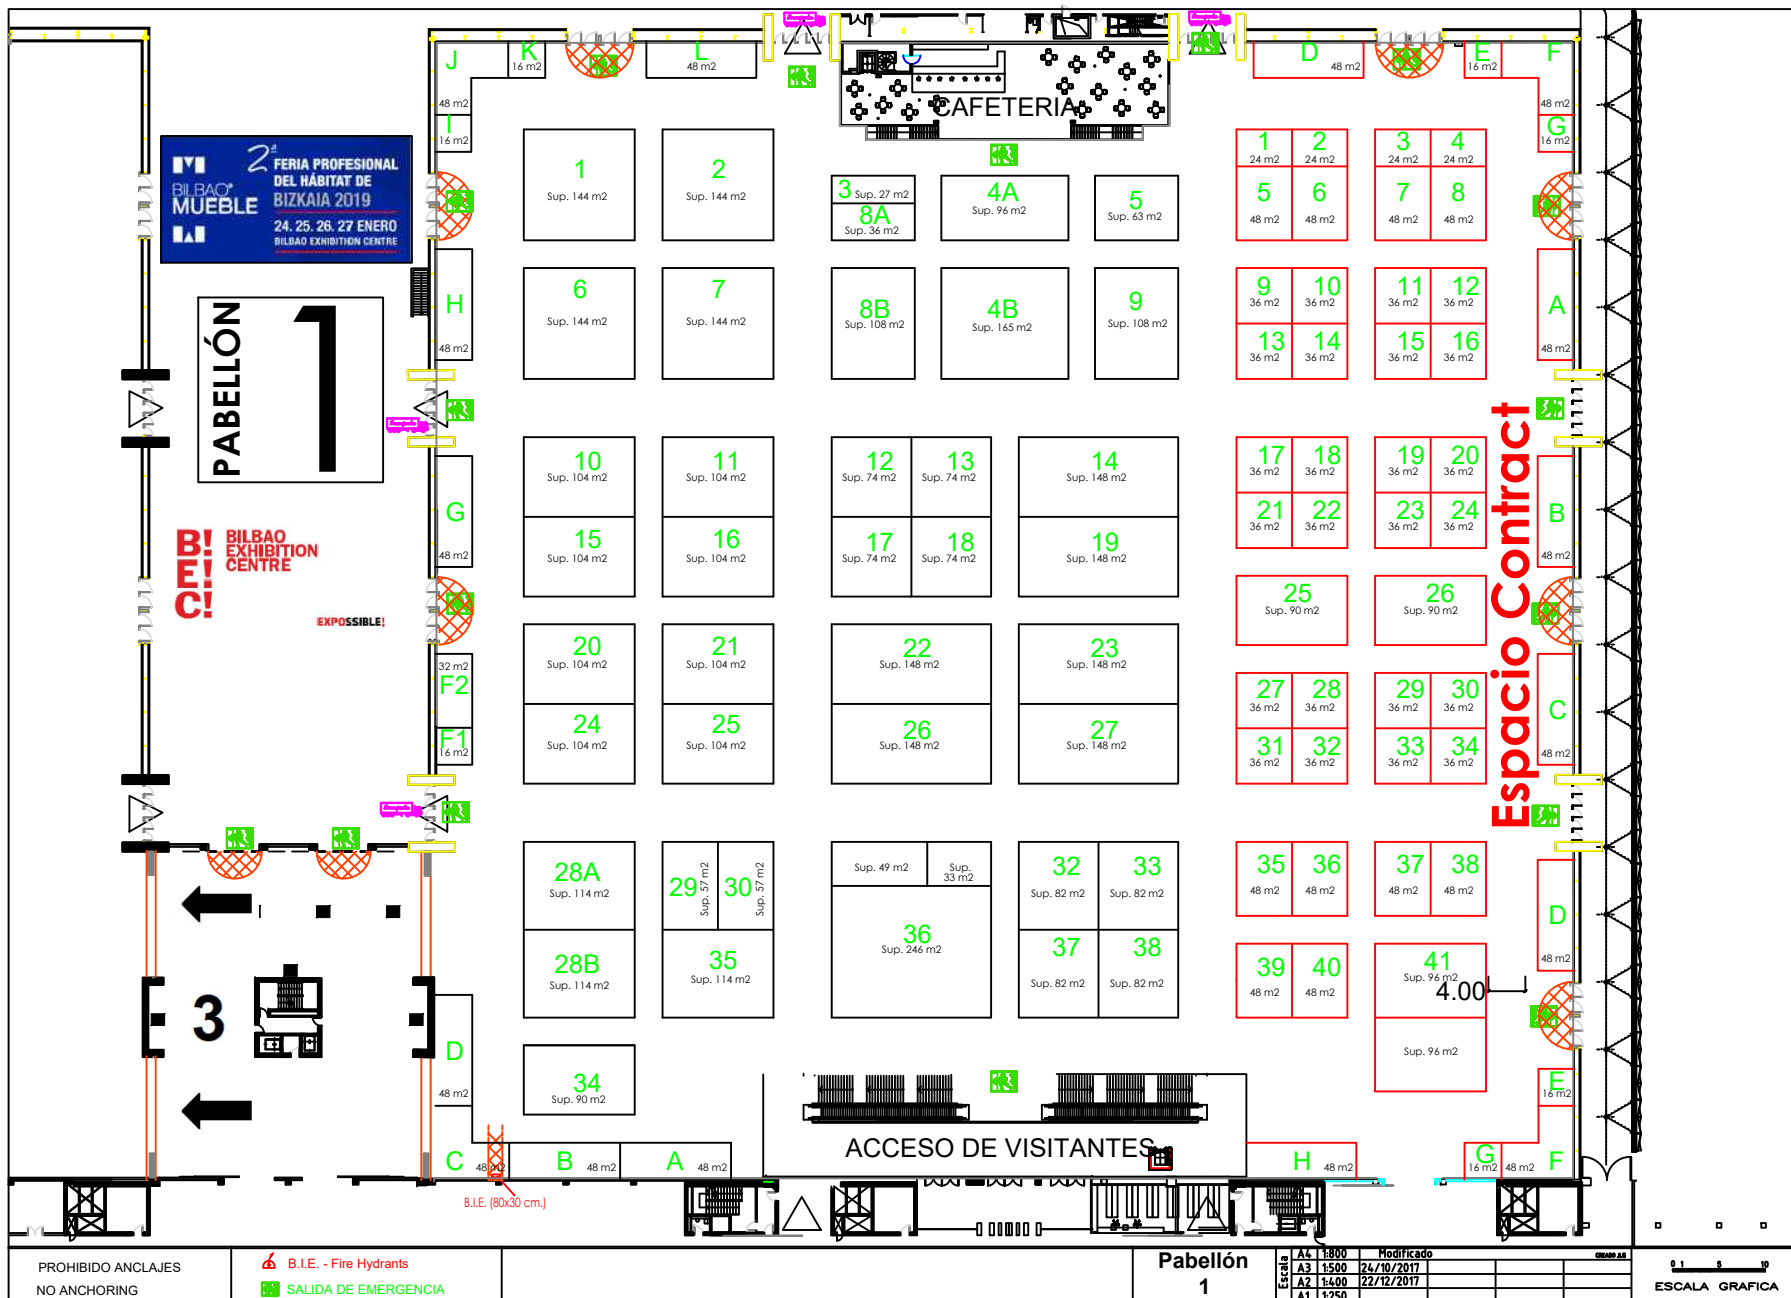 J
K
16 m2
L
48 m2
D
48 m2
E
16 m2
F
48 m2
48 m2
I
16 m2
G
16 m2
CAFETERIA
BILBAO
MUEBLE
2ª FERIA PROFESIONAL
DEL HÁBITAT DE
BIZKAIA 2019
24. 25. 26. 27 ENERO
BILBAO EXHIBITION CENTRE
1
Sup. 144 m2
2
Sup. 144 m2
3 Sup. 27 m2
8A
Sup. 36 m2
4A
Sup. 96 m2
5
Sup. 63 m2
1
24 m2
2
24 m2
3
24 m2
4
24 m2
5
48 m2
6
48 m2
7
48 m2
8
48 m2
PABELLÓN
1
H
48 m2
6
Sup. 144 m2
7
Sup. 144 m2
8B
Sup. 108 m2
4B
Sup. 165 m2
9
Sup. 108 m2
9
36 m2
10
36 m2
11
36 m2
12
36 m2
13
36 m2
14
36 m2
15
36 m2
16
36 m2
A
48 m2
B!
E!
C!
BILBAO
EXHIBITION
CENTRE
EXPOSSIBLE!
G
48 m2
10
Sup. 104 m2
11
Sup. 104 m2
12
Sup. 74 m2
13
Sup. 74 m2
14
Sup. 148 m2
15
Sup. 104 m2
16
Sup. 104 m2
17
Sup. 74 m2
18
Sup. 74 m2
19
Sup. 148 m2
17
36 m2
18
36 m2
19
36 m2
20
36 m2
21
36 m2
22
36 m2
23
36 m2
24
36 m2
Espacio Contract
B
48 m2
25
Sup. 90 m2
26
Sup. 90 m2
32 m2
F2
F1
16 m2
20
Sup. 104 m2
21
Sup. 104 m2
22
Sup. 148 m2
23
Sup. 148 m2
24
Sup. 104 m2
25
Sup. 104 m2
26
Sup. 148 m2
27
Sup. 148 m2
27
36 m2
28
36 m2
29
36 m2
30
36 m2
31
36 m2
32
36 m2
33
36 m2
34
36 m2
C
48 m2
28A
Sup. 114 m2
29
Sup. 57 m2
30
Sup. 57 m2
Sup. 49 m2
Sup.
33 m2
32
Sup. 82 m2
33
Sup. 82 m2
35
48 m2
36
48 m2
37
48 m2
38
48 m2
D
48 m2
28B
Sup. 114 m2
35
Sup. 114 m2
36
Sup. 246 m2
37
Sup. 82 m2
38
Sup. 82 m2
39
48 m2
40
48 m2
41
Sup. 96 m2
4.00
3
D
48 m2
34
Sup. 90 m2
Sup. 96 m2
E
16 m2
C
48 m2
B
48 m2
A
48 m2
ACCESO DE VISITANTES
H
48 m2
G
16 m2
48 m2
F
B.I.E. (80x30 cm.)
PROHIBIDO ANCLAJES
NO ANCHORING
B.I.E. - Fire Hydrants
SALIDA DE EMERGENCIA
Pabellón
1
Escala
A4 1:800 Modificado
A3 1:500 24/10/2017
A2 1:400 22/12/2017
A1 1:250
0 1 5 10
ESCALA GRAFICA